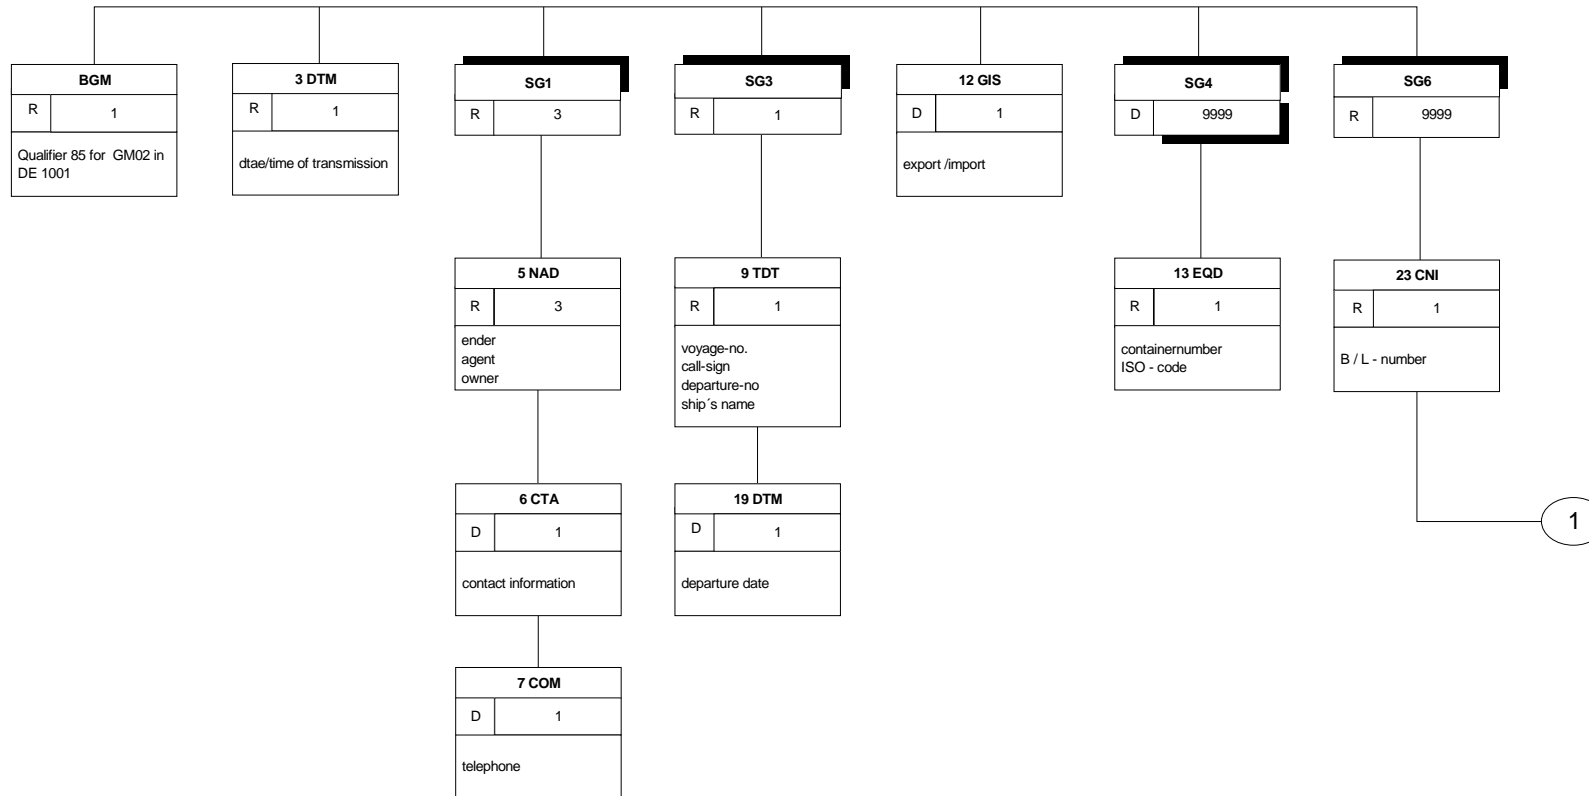 BGM
R 1
Qualifier 85 for GM02 in
DE 1001
3 DTM
R 1
dtae/time of transmission
SG1
R 3
SG3
R 1
12 GIS
D 1
export /import
SG4
D 9999
SG6
R 9999
5 NAD
R 3
ender
agent
owner
9 TDT
R 1
voyage-no.
call-sign
departure-no
ship´s name
13 EQD
R 1
containernumber
ISO - code
23 CNI
R 1
B / L - number
6 CTA
D 1
contact information
19 DTM
D 1
departure date
1
7 COM
D 1
telephone